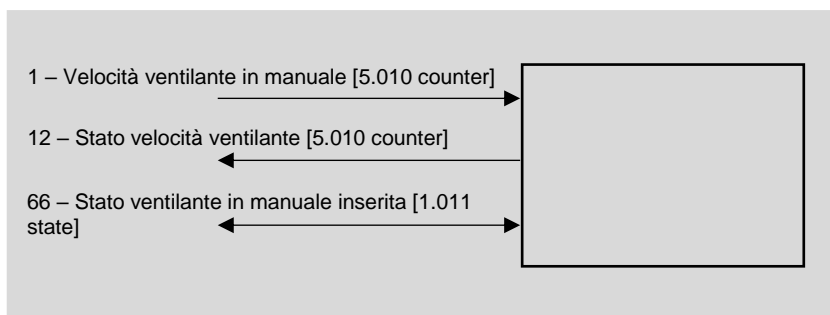 1 – Velocità ventilante in manuale [5.010 counter]
12 – Stato velocità ventilante [5.010 counter]
66 – Stato ventilante in manuale inserita [1.011
state]